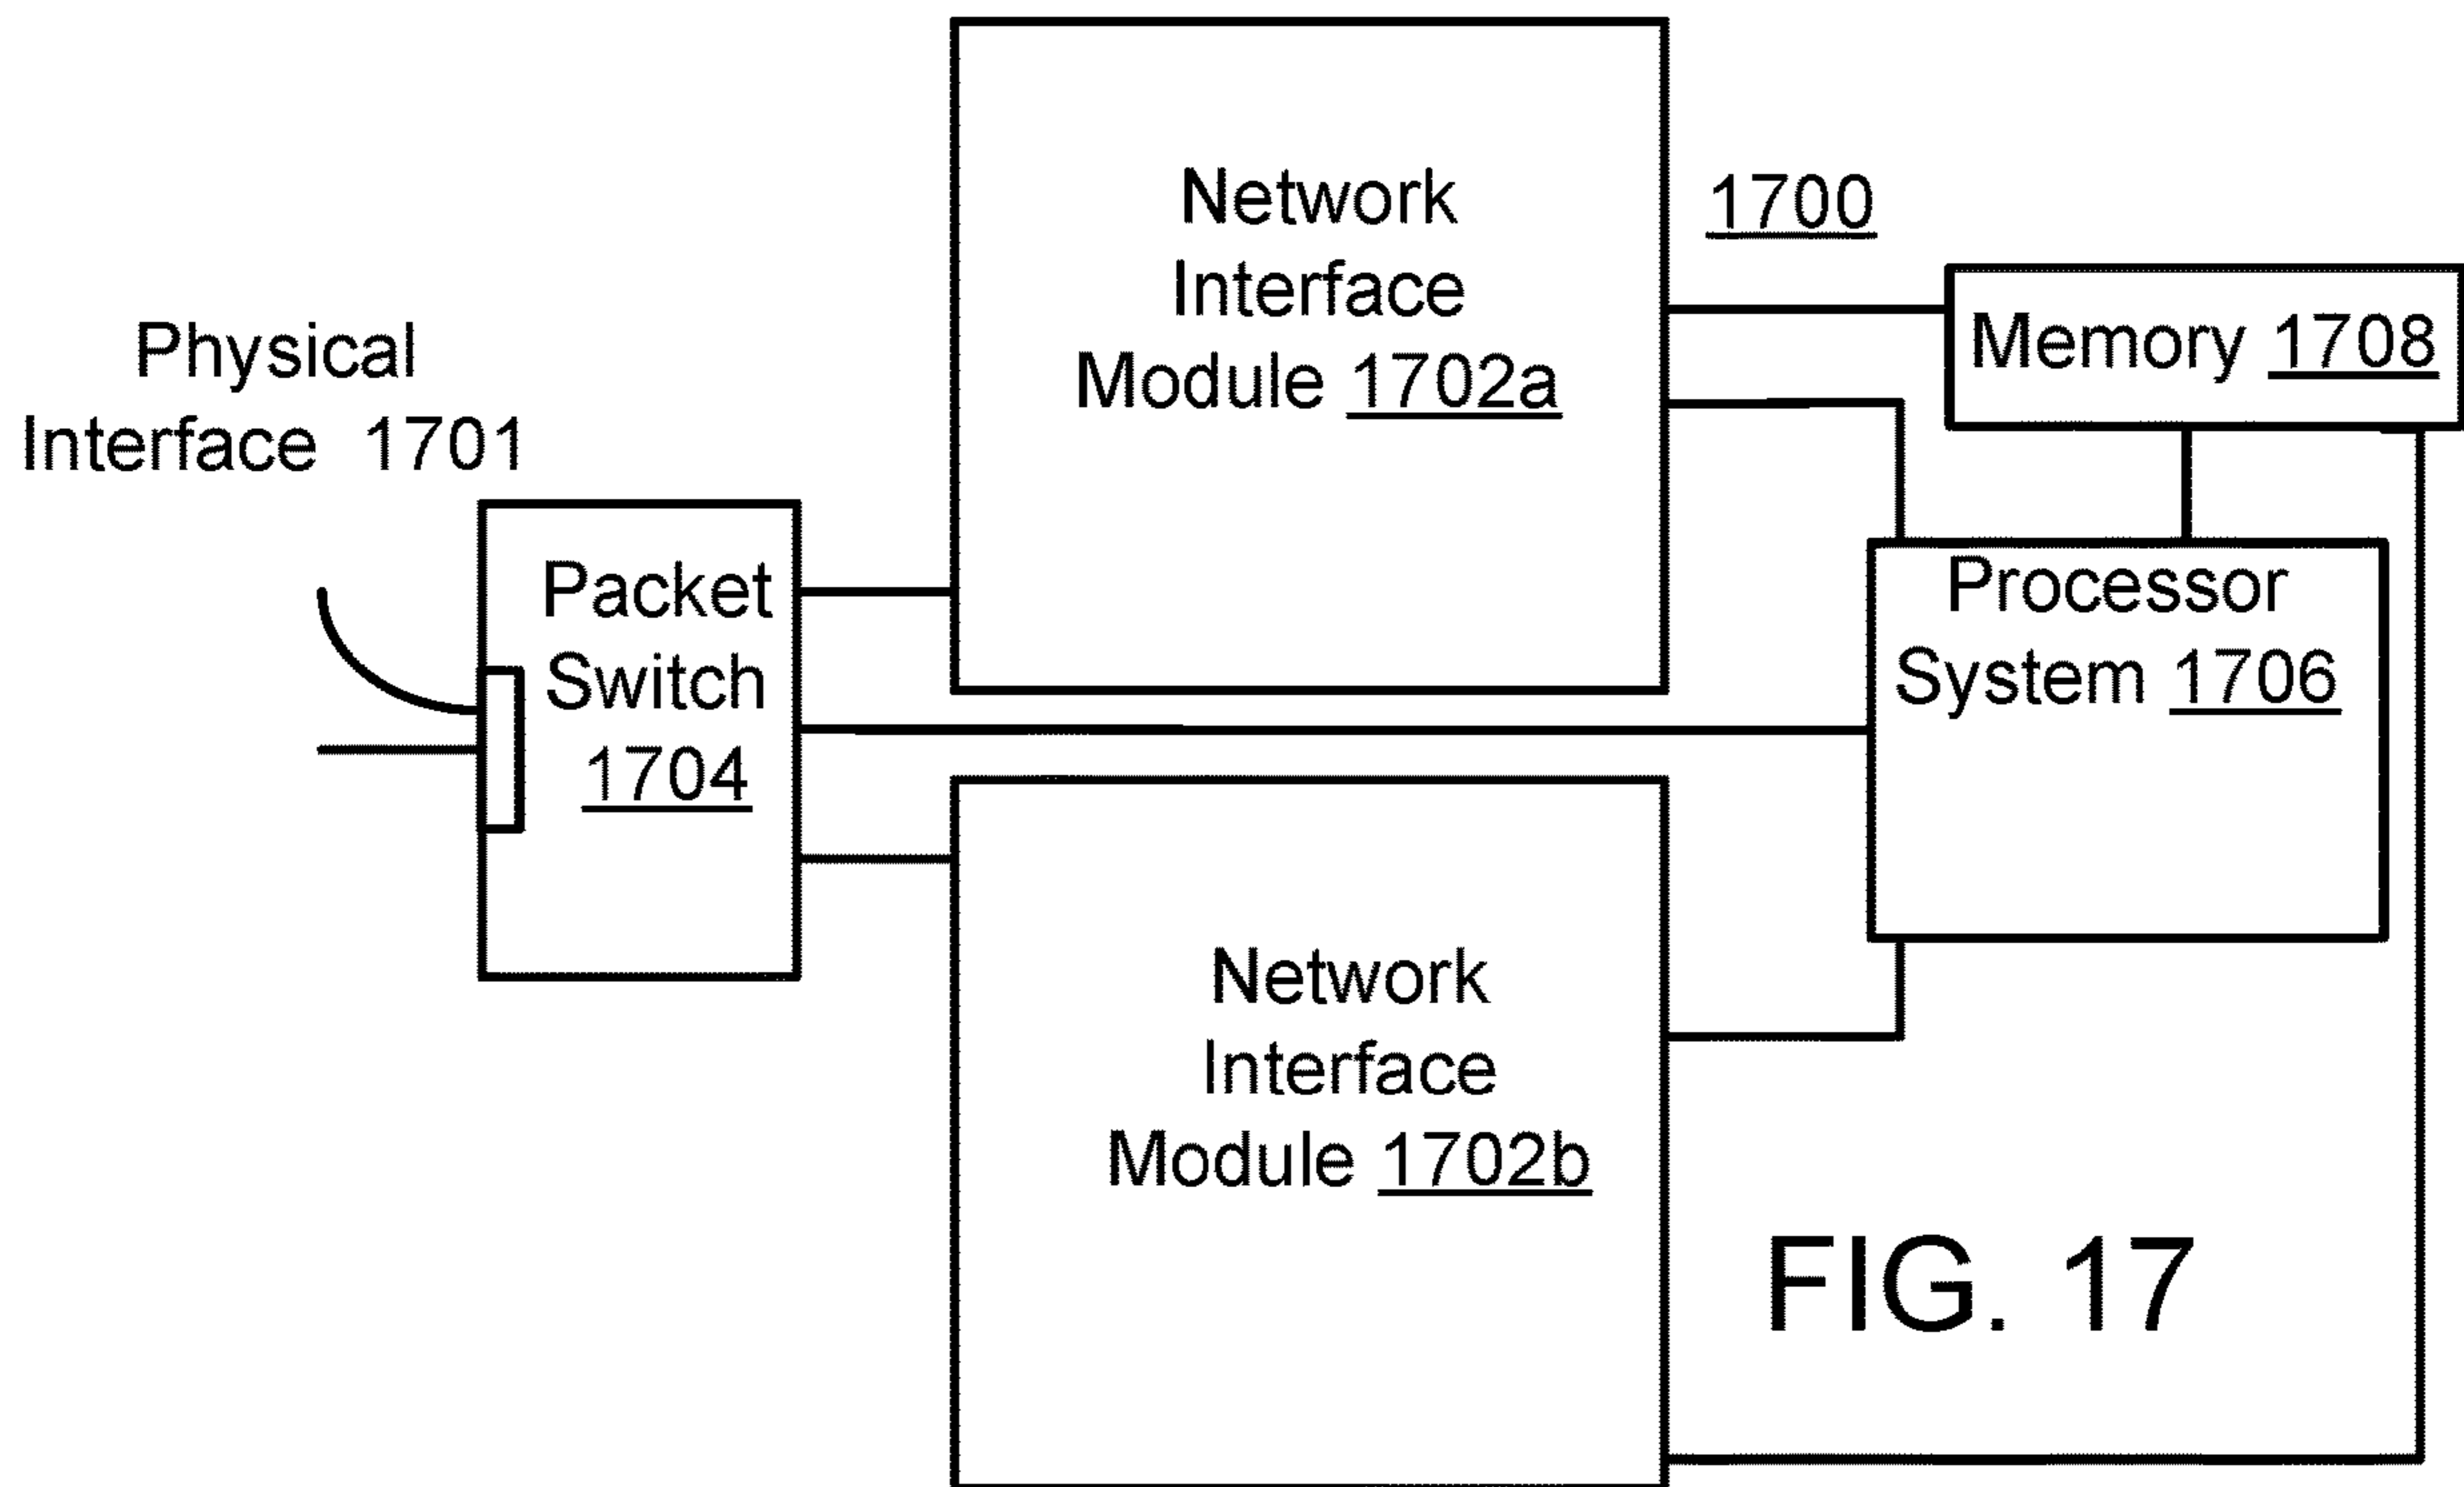 Network
Interface
Module 1702a
1700
Memory 1708
Physical
Interface 1701
Packet
Switch
1704
Processor
System 1706
Network
Interface
Module 1702b
FIG. 17